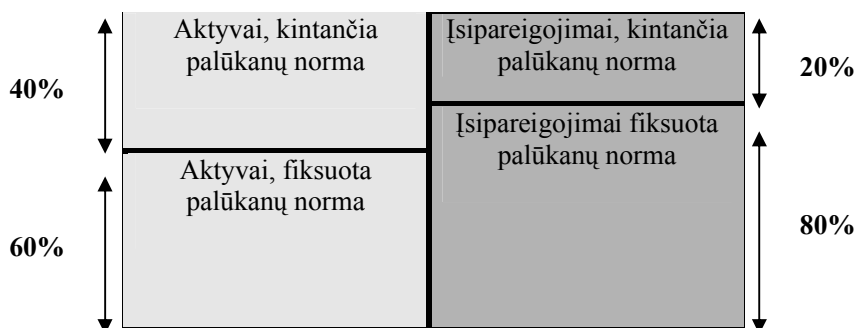 Aktyvai, kintančia
palūkanų norma
Įsipareigojimai, kintančia
palūkanų norma
40%
20%
Įsipareigojimai fiksuota
palūkanų norma
Aktyvai, fiksuota
palūkanų norma
60%
80%